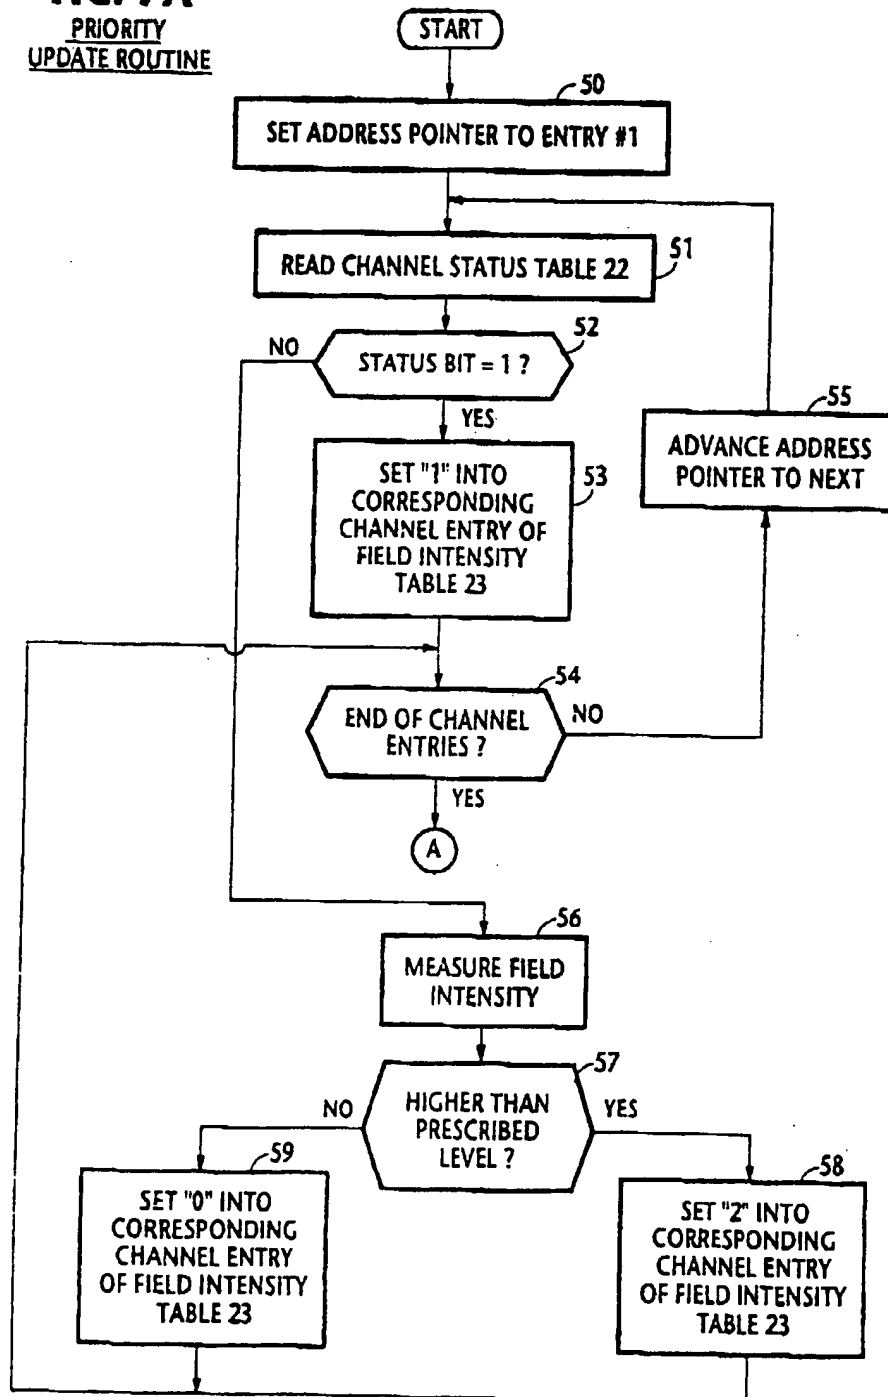 PRIORITY
UPDATE ROUTINE
START
50
SET ADDRESS POINTER TO ENTRY #1
READ CHANNEL STATUS TABLE 22
51
52
NO
STATUS BIT = 1 ?
YES
55
ADVANCE ADDRESS
POINTER TO NEXT
SET "1" INTO
CORRESPONDING
CHANNEL ENTRY OF
FIELD INTENSITY
TABLE 23
53
54
END OF CHANNEL
ENTRIES ?
NO
YES
A
56
MEASURE FIELD
INTENSITY
57
NO
HIGHER THAN
PRESCRIBED
LEVEL ?
YES
59
SET "0" INTO
CORRESPONDING
CHANNEL ENTRY
OF FIELD INTENSITY
TABLE 23
58
SET "2" INTO
CORRESPONDING
CHANNEL ENTRY
OF FIELD INTENSITY
TABLE 23